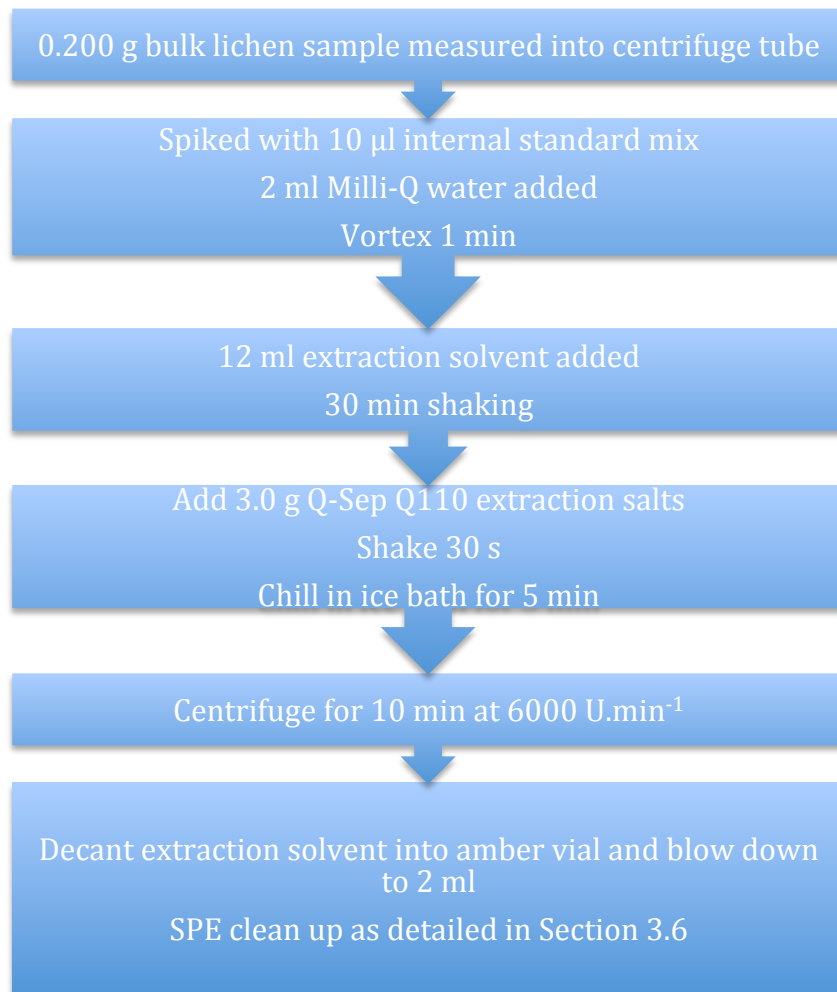 0.200 g bulk lichen sample measured into centrifuge tube
Spiked with 10 µl internal standard mix
2 ml Milli-Q water added
Vortex 1 min
12 ml extraction solvent added
30 min shaking
Add 3.0 g Q-Sep Q110 extraction salts
Shake 30 s
Chill in ice bath for 5 min
Centrifuge for 10 min at 6000 U.min⁻¹
Decant extraction solvent into amber vial and blow down
to 2 ml
SPE clean up as detailed in Section 3.6